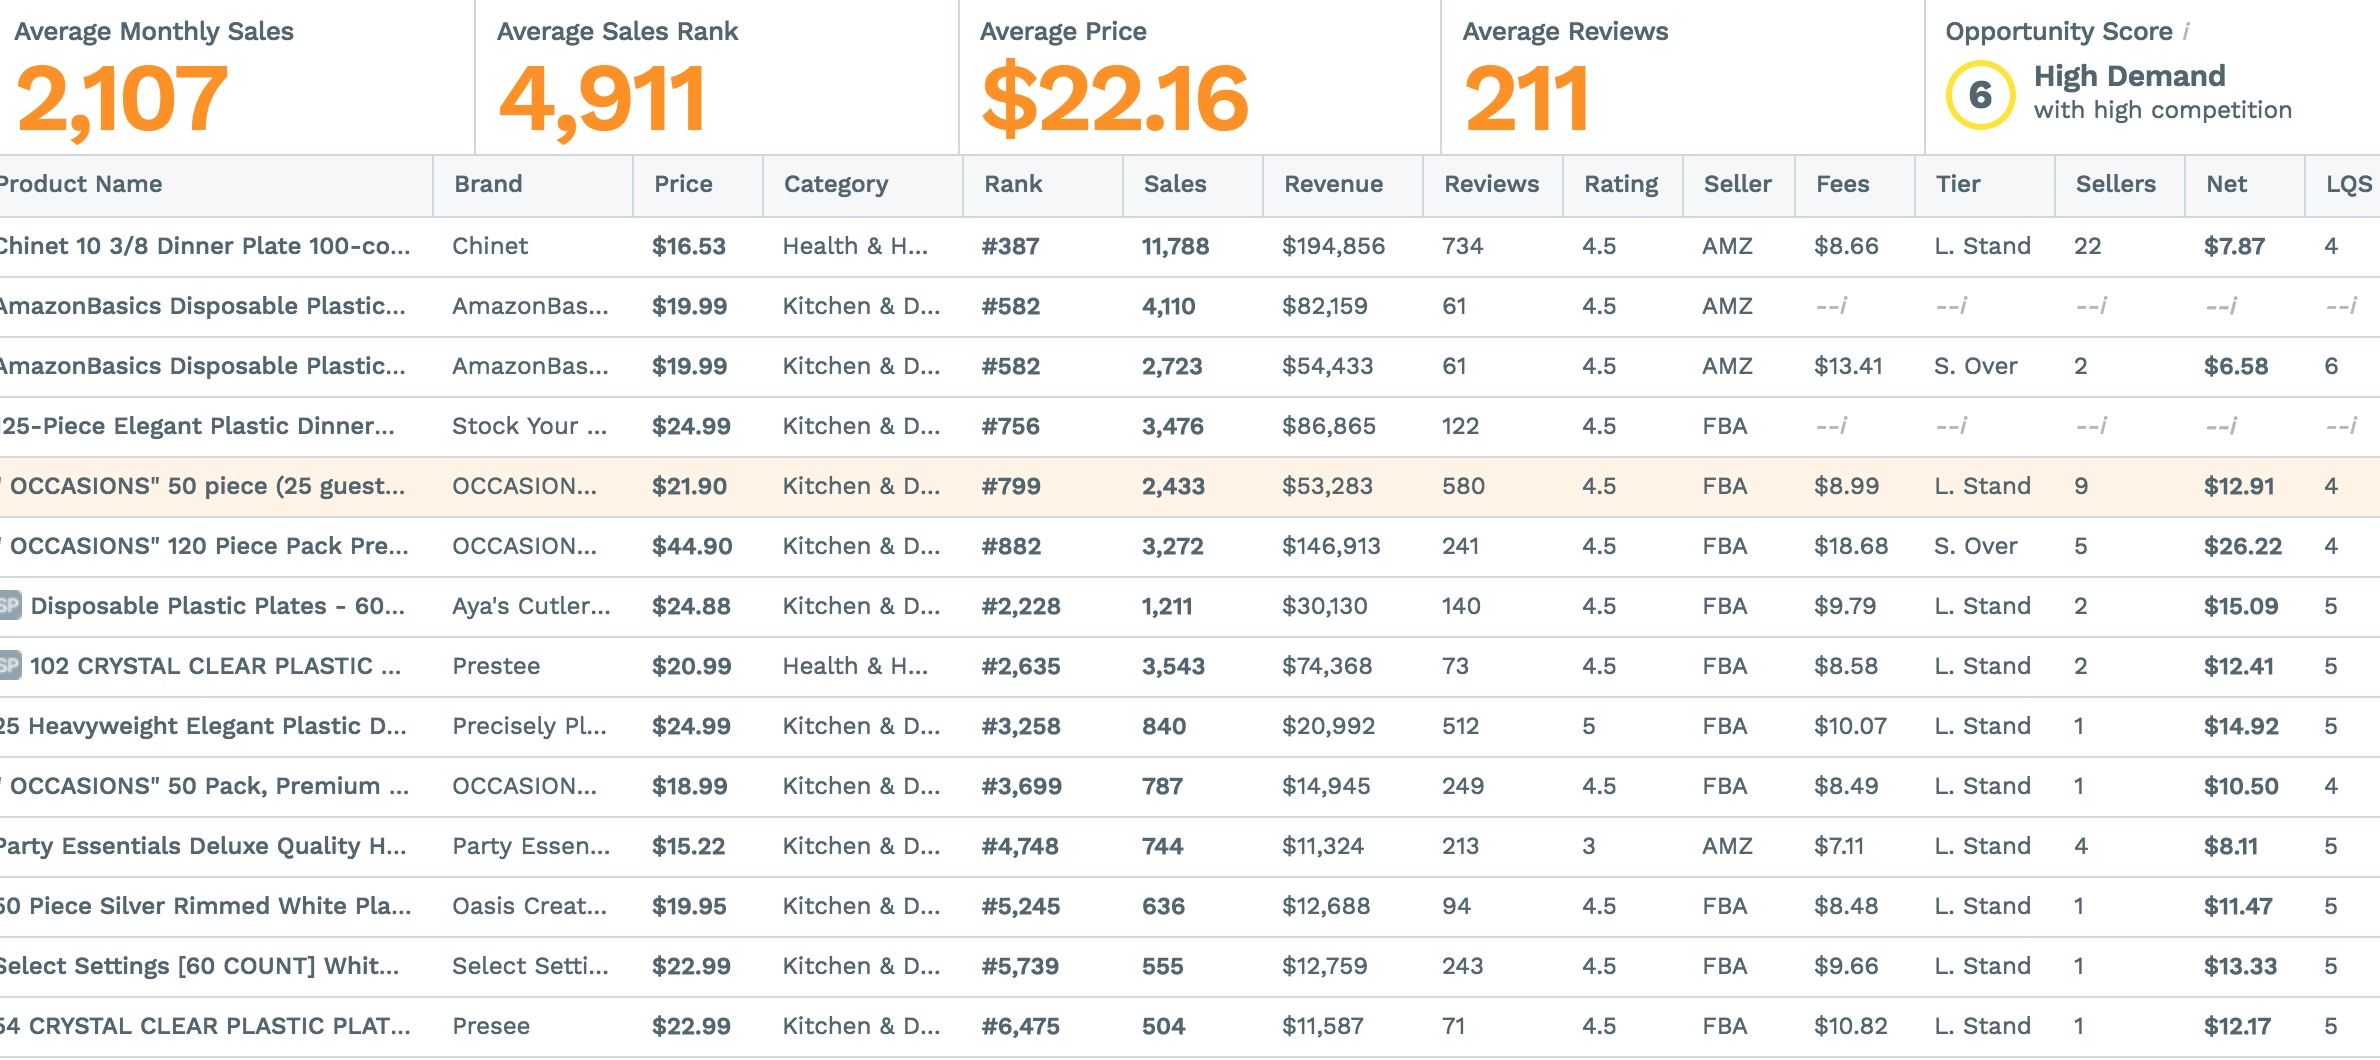 Average Monthly Sales Average Sales Rank Average Price Average Reviews Opportunity Score i
2,107 4,911 $22.16 211 6 High Demand
with high competition
Product Name Brand Price Category Rank Sales Revenue Reviews Rating Seller Fees Tier Sellers Net LQS
Chinet 10 3/8 Dinner Plate 100-co... Chinet $16.53 Health & H... #387 11,788 $194,856 734 4.5 AMZ $8.66 L. Stand 22 $7.87 4
AmazonBasics Disposable Plastic... AmazonBas... $19.99 Kitchen & D... #582 4,110 $82,159 61 4.5 AMZ --i --i --i --i --i
AmazonBasics Disposable Plastic... AmazonBas... $19.99 Kitchen & D... #582 2,723 $54,433 61 4.5 AMZ $13.41 S. Over 2 $6.58 6
125-Piece Elegant Plastic Dinner... Stock Your ... $24.99 Kitchen & D... #756 3,476 $86,865 122 4.5 FBA --i --i --i --i --i
" OCCASIONS" 50 piece (25 guest... OCCASION... $21.90 Kitchen & D... #799 2,433 $53,283 580 4.5 FBA $8.99 L. Stand 9 $12.91 4
" OCCASIONS" 120 Piece Pack Pre... OCCASION... $44.90 Kitchen & D... #882 3,272 $146,913 241 4.5 FBA $18.68 S. Over 5 $26.22 4
SP Disposable Plastic Plates - 60... Aya's Cutler... $24.88 Kitchen & D... #2,228 1,211 $30,130 140 4.5 FBA $9.79 L. Stand 2 $15.09 5
SP 102 CRYSTAL CLEAR PLASTIC ... Prestee $20.99 Health & H... #2,635 3,543 $74,368 73 4.5 FBA $8.58 L. Stand 2 $12.41 5
25 Heavyweight Elegant Plastic D... Precisely Pl... $24.99 Kitchen & D... #3,258 840 $20,992 512 5 FBA $10.07 L. Stand 1 $14.92 5
" OCCASIONS" 50 Pack, Premium ... OCCASION... $18.99 Kitchen & D... #3,699 787 $14,945 249 4.5 FBA $8.49 L. Stand 1 $10.50 4
Party Essentials Deluxe Quality H... Party Essen... $15.22 Kitchen & D... #4,748 744 $11,324 213 3 AMZ $7.11 L. Stand 4 $8.11 5
50 Piece Silver Rimmed White Pla... Oasis Creat... $19.95 Kitchen & D... #5,245 636 $12,688 94 4.5 FBA $8.48 L. Stand 1 $11.47 5
Select Settings [60 COUNT] Whit... Select Setti... $22.99 Kitchen & D... #5,739 555 $12,759 243 4.5 FBA $9.66 L. Stand 1 $13.33 5
54 CRYSTAL CLEAR PLASTIC PLAT... Presee $22.99 Kitchen & D... #6,475 504 $11,587 71 4.5 FBA $10.82 L. Stand 1 $12.17 5